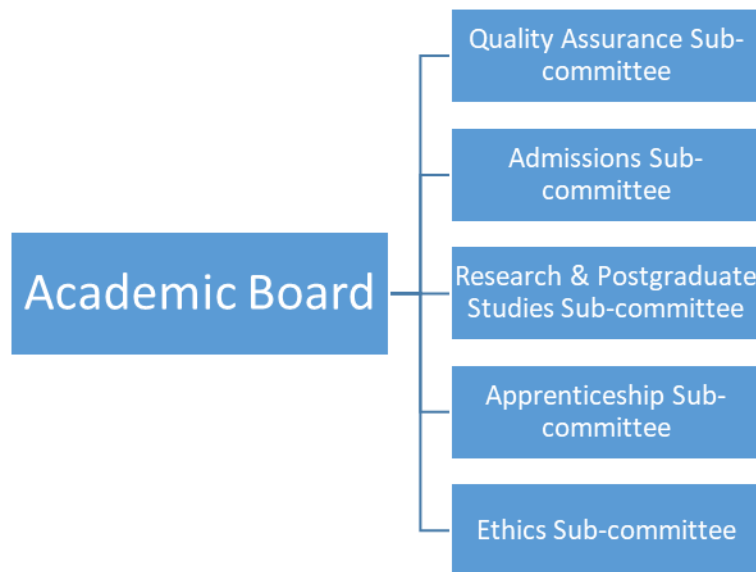 Quality Assurance Sub-
committee
Admissions Sub-
committee
Academic Board
Research & Postgraduate
Studies Sub-committee
Apprenticeship Sub-
committee
Ethics Sub-committee